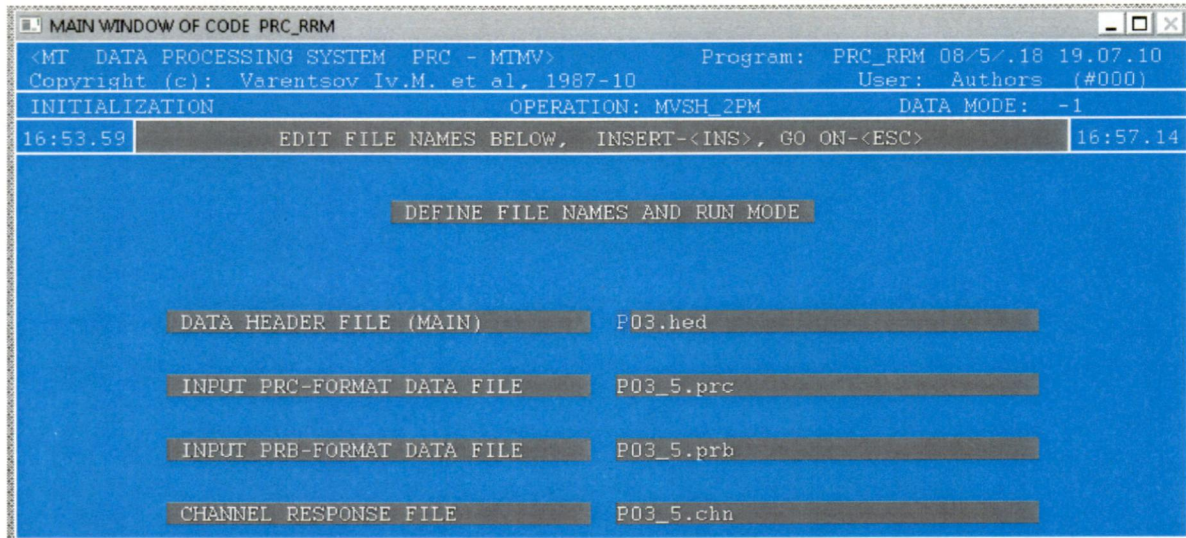 MAIN WINDOW OF CODE PRC_RRM
<MT DATA PROCESSING SYSTEM PRC - MTMV> Program: PRC_RRM 08/5/.18 19.07.10
Copyright (c): Varentsov Iv.M. et al, 1987-10 User: Authors (#000)
INITIALIZATION OPERATION: MVSH_2PM DATA MODE: -1
16:53.59 EDIT FILE NAMES BELOW, INSERT-<INS>, GO ON-<ESC> 16:57.14
DEFINE FILE NAMES AND RUN MODE
DATA HEADER FILE (MAIN) P03.hed
INPUT PRC-FORMAT DATA FILE P03_5.prc
INPUT PRB-FORMAT DATA FILE P03_5.prb
CHANNEL RESPONSE FILE P03_5.chn